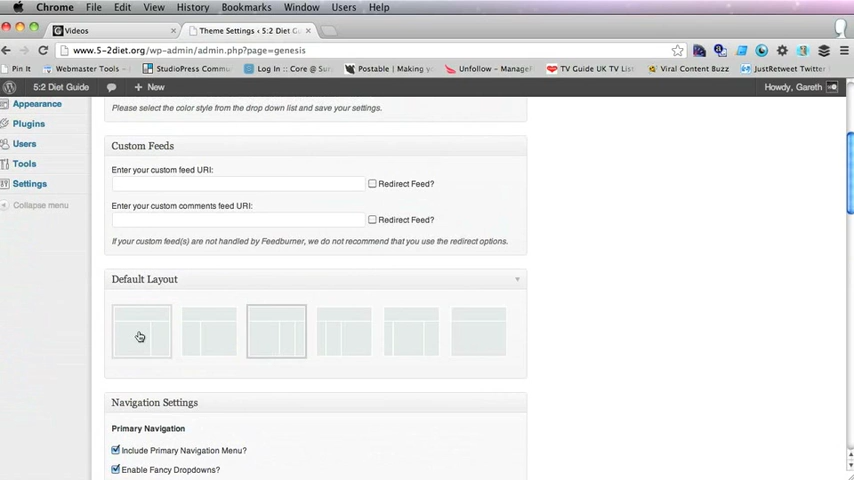 Chrome File Edit View History Bookmarks Window Users Help
Videos
Theme Settings ‹ 5:2 Diet G
www.5-2diet.org/wp-admin/admin.php?page=genesis
Pin It Webmaster Tools StudioPress Commu Log In :: Core @ Su Postable | Making yo Unfollow - Manage TV Guide UK TV List Viral Content Buzz JustRetweet Twitter
5:2 Diet Guide + New Howdy, Gareth
Appearance
Plugins
Users
Tools
Settings
Collapse menu
Please select the color style from the drop down list and save your settings.
Custom Feeds
Enter your custom feed URI:
Redirect Feed?
Enter your custom comments feed URI:
Redirect Feed?
If your custom feed(s) are not handled by Feedburner, we do not recommend that you use the redirect options.
Default Layout
Navigation Settings
Primary Navigation
Include Primary Navigation Menu?
Enable Fancy Dropdowns?